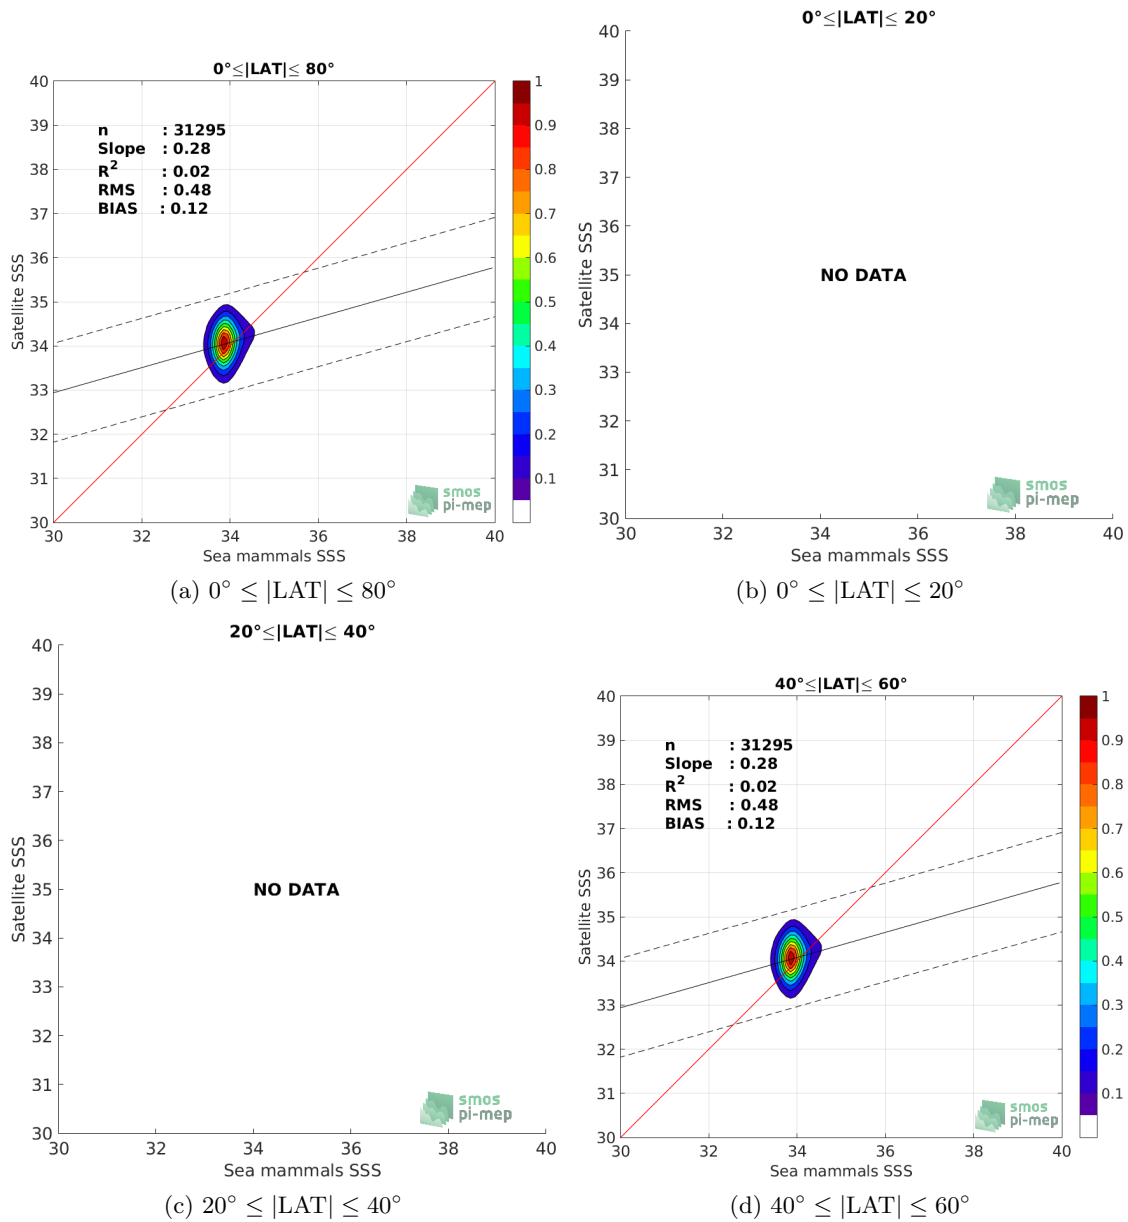 0°≤|LAT|≤ 80°
40
39
38
37
36
35
34
33
32
31
30
Satellite SSS
n : 31295
Slope : 0.28
R² : 0.02
RMS : 0.48
BIAS : 0.12
1
0.9
0.8
0.7
0.6
0.5
0.4
0.3
0.2
0.1
smos
pi-mep
30 32 34 36 38 40
Sea mammals SSS
(a) 0° ≤ |LAT| ≤ 80°
0°≤|LAT|≤ 20°
40
39
38
37
36
35
34
33
32
31
30
Satellite SSS
NO DATA
smos
pi-mep
30 32 34 36 38 40
Sea mammals SSS
(b) 0° ≤ |LAT| ≤ 20°
20°≤|LAT|≤ 40°
40
39
38
37
36
35
34
33
32
31
30
Satellite SSS
NO DATA
smos
pi-mep
30 32 34 36 38 40
Sea mammals SSS
(c) 20° ≤ |LAT| ≤ 40°
40°≤|LAT|≤ 60°
40
39
38
37
36
35
34
33
32
31
30
Satellite SSS
n : 31295
Slope : 0.28
R² : 0.02
RMS : 0.48
BIAS : 0.12
1
0.9
0.8
0.7
0.6
0.5
0.4
0.3
0.2
0.1
smos
pi-mep
30 32 34 36 38 40
Sea mammals SSS
(d) 40° ≤ |LAT| ≤ 60°